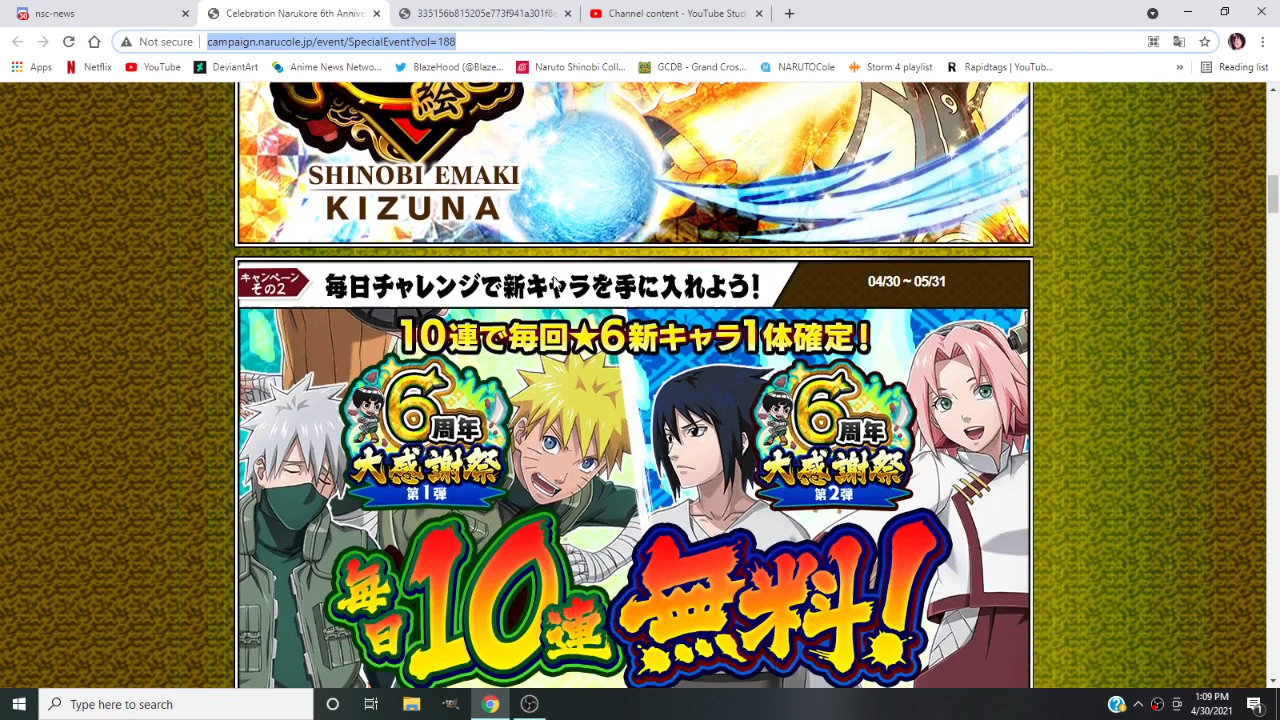 nsc-news
Celebration Narukore 6th Annive
335156b815205e773f941a301f8e
Channel content - YouTube Stud
Not secure
campaign.narucole.jp/event/SpecialEvent?vol=188
Apps
Netflix
YouTube
DeviantArt
Anime News Netwo...
BlazeHood (@Blaze...
Naruto Shinobi Coll...
GCDB - Grand Cros...
NARUTOCole
Storm 4 playlist
Rapidtags | YouTub...
»
Reading list
絵
9
SHINOBI EMAKI
KIZUNA
キャンペーン
その2
毎日チャレンジで新キャラを手に入れよう!
04/30 ~ 05/31
10連で毎回★6新キャラ1体確定!
6周年
大感謝祭
第1弾
6周年
大感謝祭
第2弾
毎日10連無料!
Type here to search
1:09 PM
4/30/2021
1